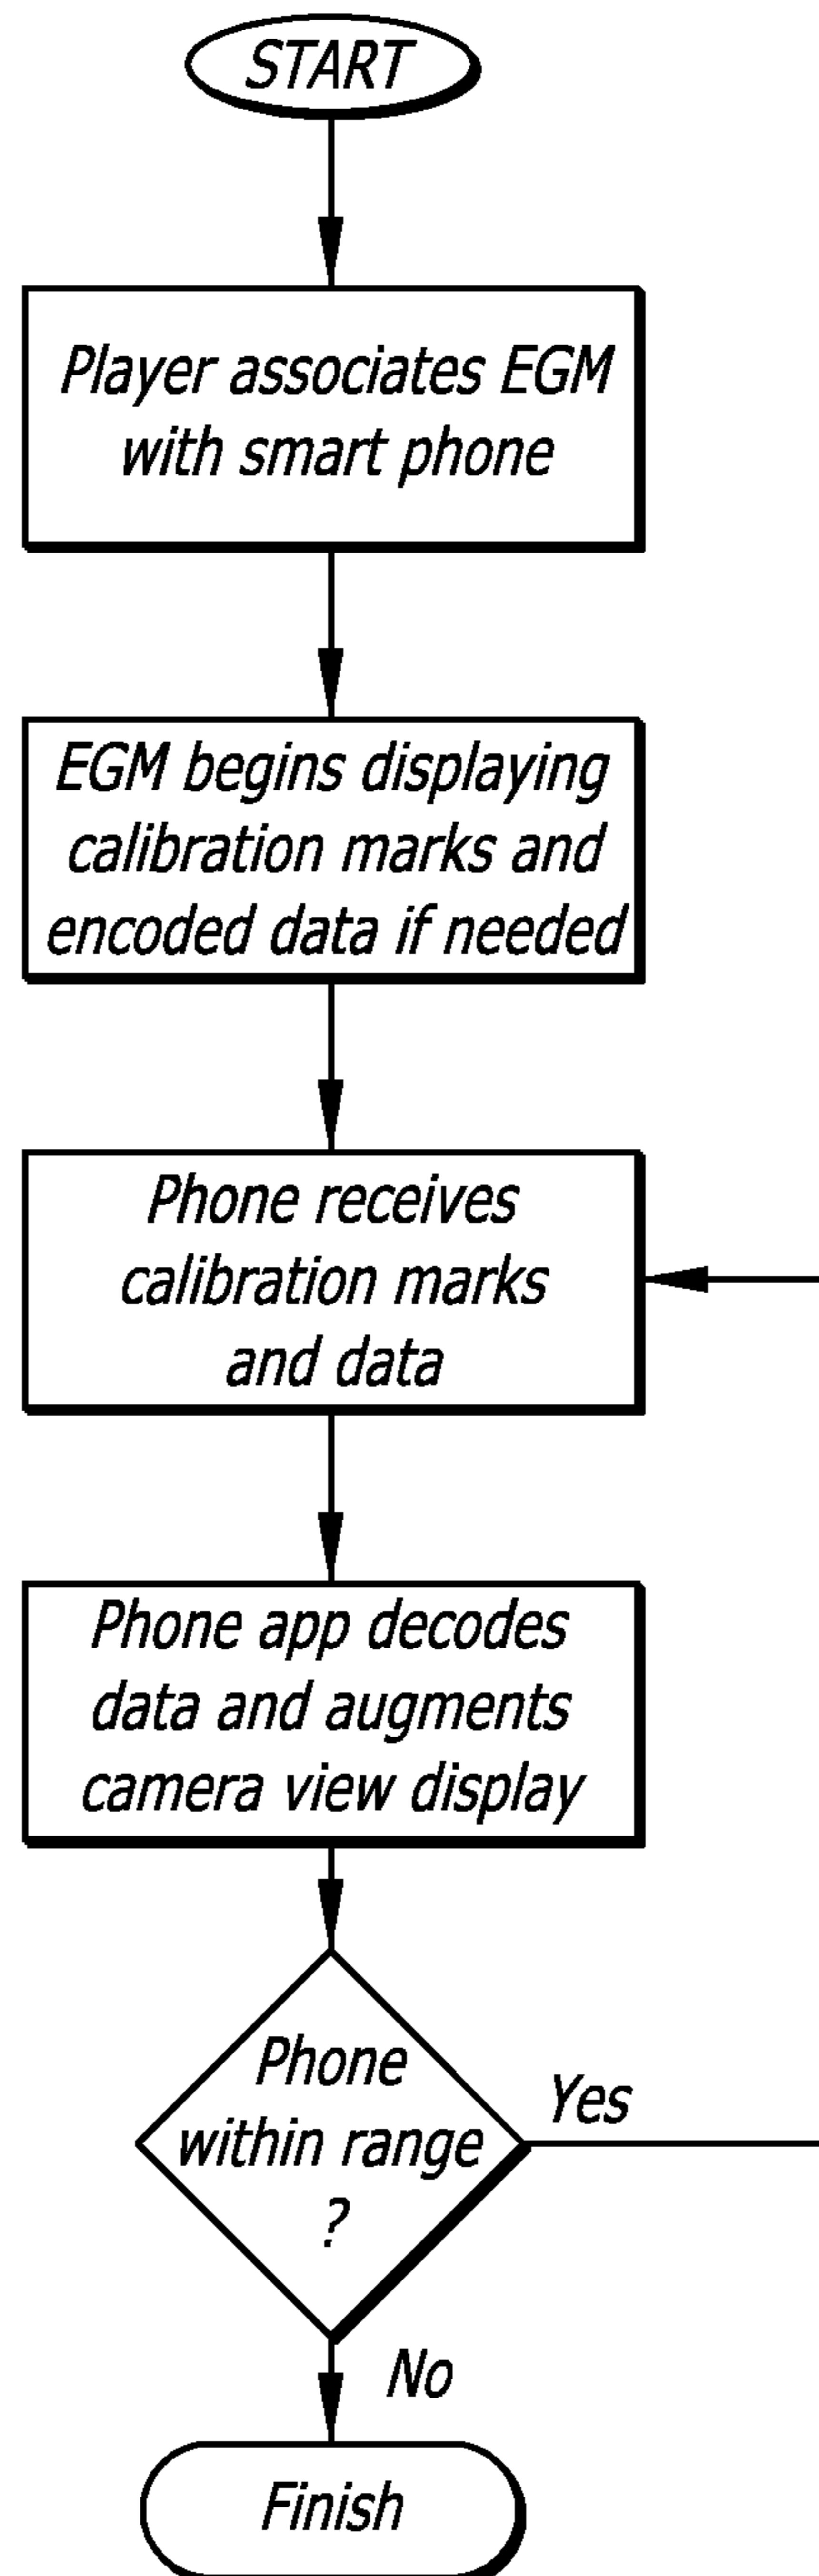 START
Player associates EGM
with smart phone
EGM begins displaying
calibration marks and
encoded data if needed
Phone receives
calibration marks
and data
Phone app decodes
data and augments
camera view display
Phone
within range
?
Yes
No
Finish